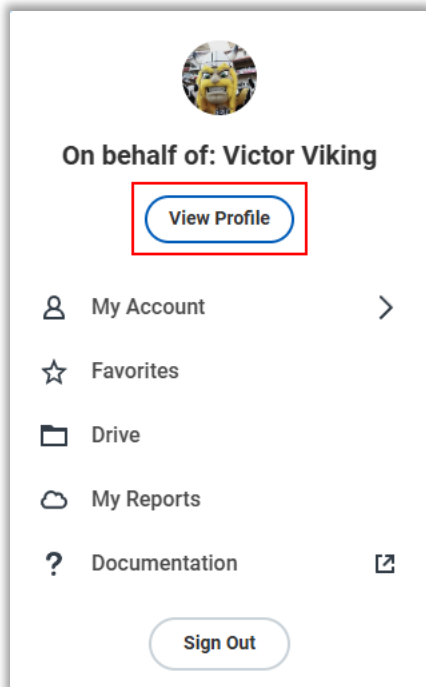 On behalf of: Victor Viking
View Profile
My Account
Favorites
Drive
My Reports
Documentation
Sign Out